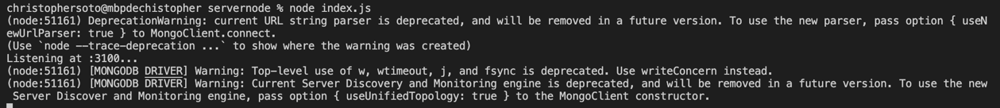 christophersoto@mbpdechistopher servernode % node index.js
(node:51161) DeprecationWarning: current URL string parser is deprecated, and will be removed in a future version. To use the new parser, pass option { useN
ewUrlParser: true } to MongoClient.connect.
(Use `node --trace-deprecation ...` to show where the warning was created)
Listening at :3100...
(node:51161) [MONGODB DRIVER] Warning: Top-level use of w, wtimeout, j, and fsync is deprecated. Use writeConcern instead.
(node:51161) [MONGODB DRIVER] Warning: Current Server Discovery and Monitoring engine is deprecated, and will be removed in a future version. To use the new
 Server Discover and Monitoring engine, pass option { useUnifiedTopology: true } to the MongoClient constructor.